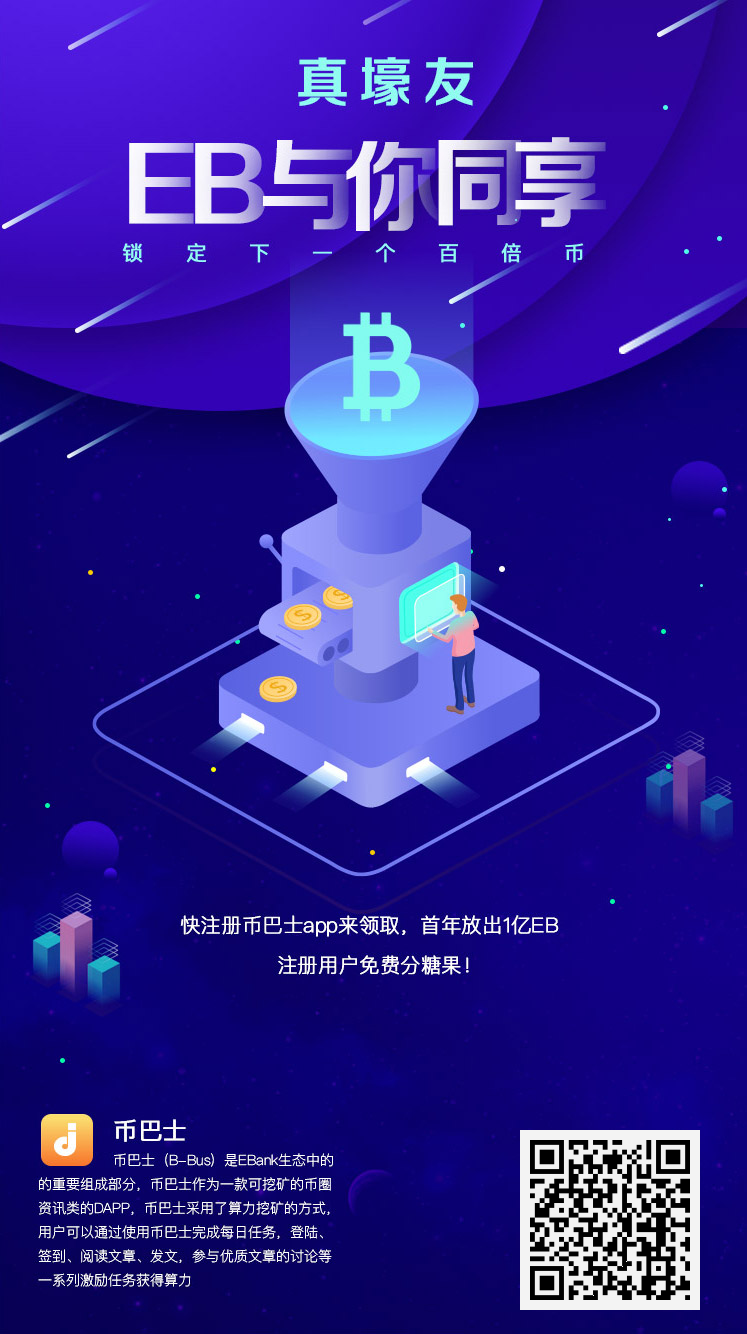 真壕友
EB与你同享
锁定下一个百倍币
快注册币巴士app来领取，首年放出1亿EB
注册用户免费分糖果！
币巴士
币巴士（B-Bus）是EBank生态中的
的重要组成部分，币巴士作为一款可挖矿的币圈
资讯类的DAPP，币巴士采用了算力挖矿的方式，
用户可以通过使用币巴士完成每日任务，登陆、
签到、阅读文章、发文，参与优质文章的讨论等
一系列激励任务获得算力